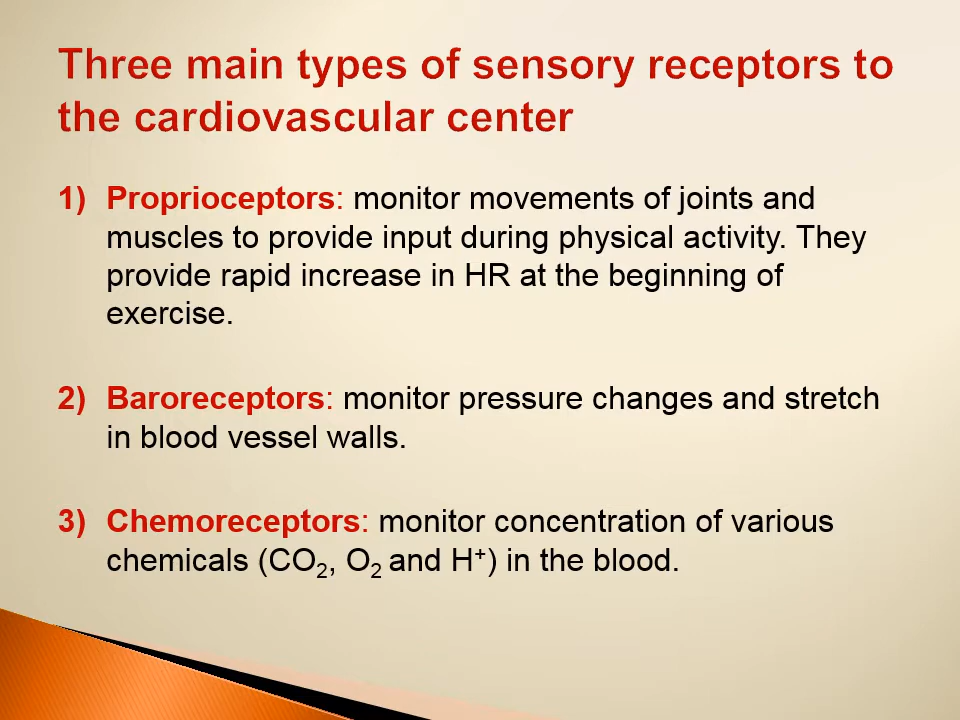 Three main types of sensory receptors to
the cardiovascular center
1) Proprioceptors: monitor movements of joints and
muscles to provide input during physical activity. They
provide rapid increase in HR at the beginning of
exercise.
2) Baroreceptors: monitor pressure changes and stretch
in blood vessel walls.
3) Chemoreceptors: monitor concentration of various
chemicals (CO₂, O₂ and H⁺) in the blood.